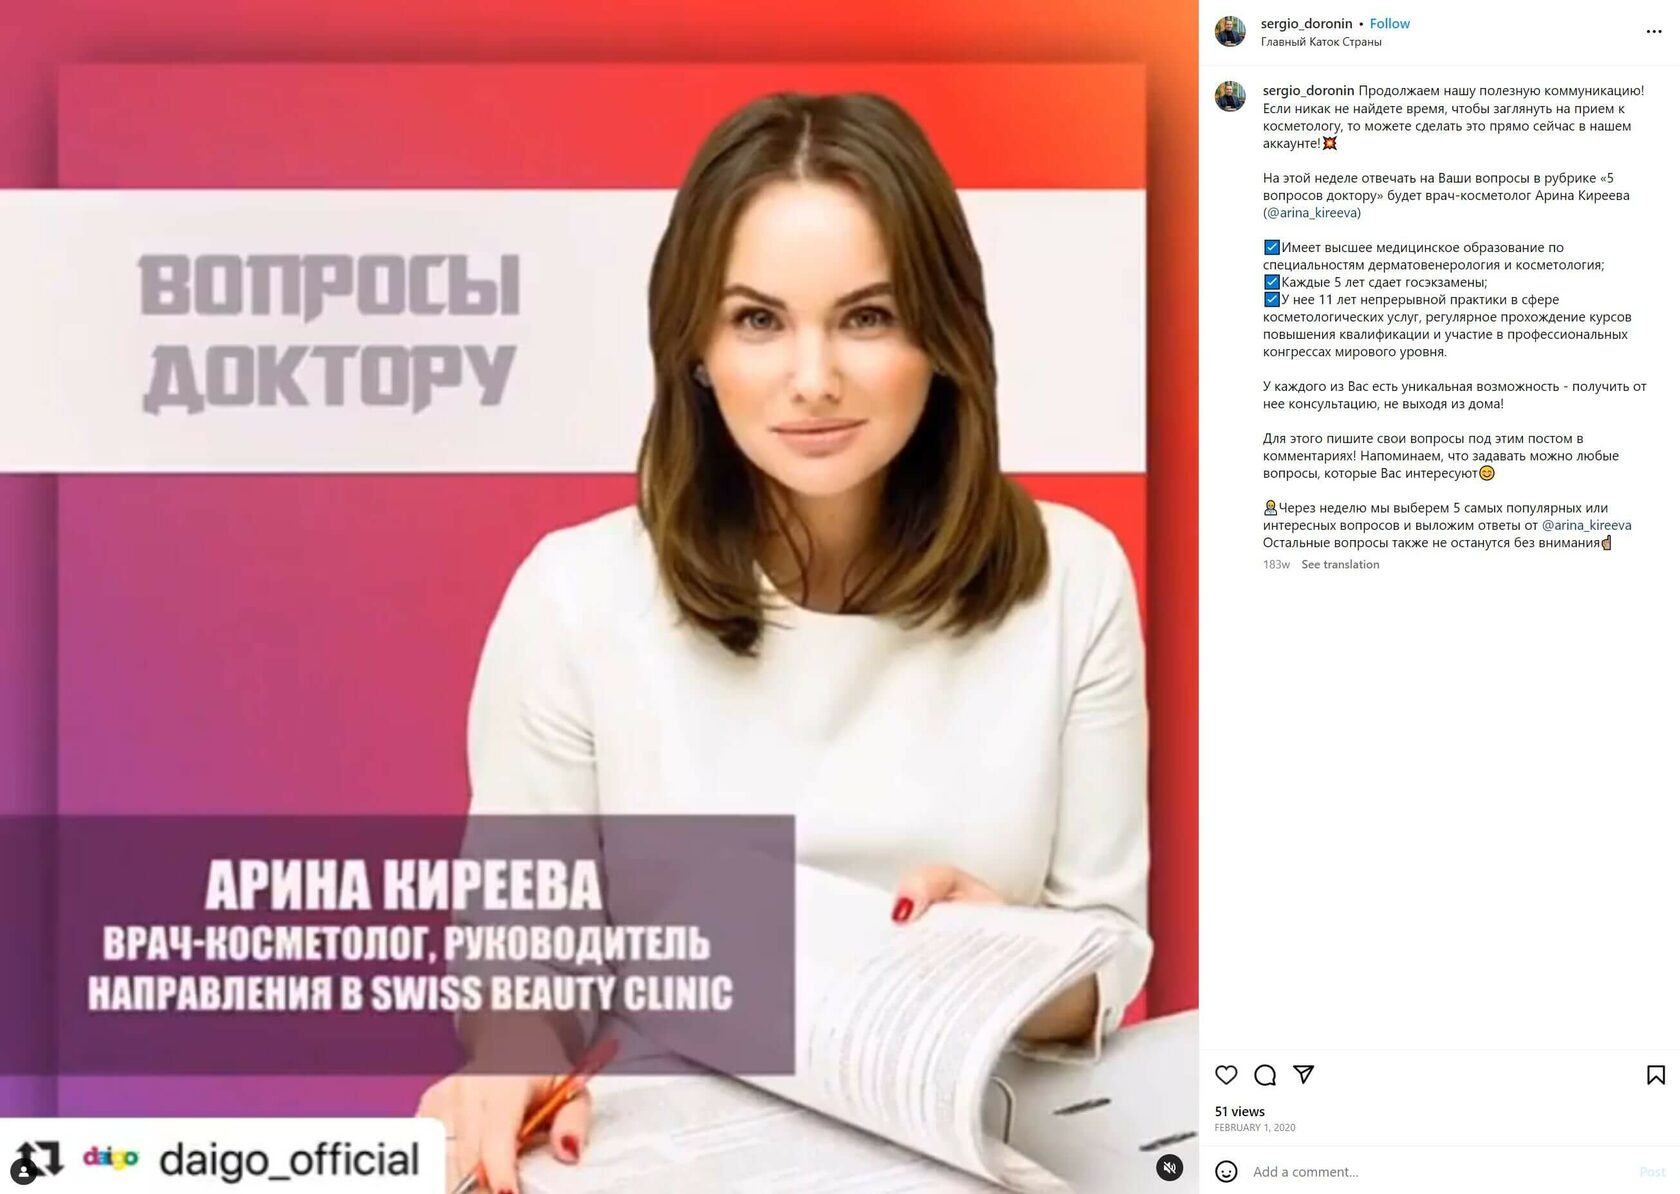 ВОПРОСЫ
ДОКТОРУ
АРИНА КИРЕЕВА
ВРАЧ-КОСМЕТОЛОГ, РУКОВОДИТЕЛЬ
НАПРАВЛЕНИЯ В SWISS BEAUTY CLINIC
daigo daigo_official
sergio_doronin • Follow
Главный Каток Страны
sergio_doronin Продолжаем нашу полезную коммуникацию!
Если никак не найдете время, чтобы заглянуть на прием к
косметологу, то можете сделать это прямо сейчас в нашем
аккаунте!💥
На этой неделе отвечать на Ваши вопросы в рубрике «5
вопросов доктору» будет врач-косметолог Арина Киреева
(@arina_kireeva)
☑️Имеет высшее медицинское образование по
специальностям дерматовенерология и косметология;
☑️Каждые 5 лет сдает госэкзамены;
☑️У нее 11 лет непрерывной практики в сфере
косметологических услуг, регулярное прохождение курсов
повышения квалификации и участие в профессиональных
конгрессах мирового уровня.
У каждого из Вас есть уникальная возможность - получить от
нее консультацию, не выходя из дома!
Для этого пишите свои вопросы под этим постом в
комментариях! Напоминаем, что задавать можно любые
вопросы, которые Вас интересуют😊
👩‍⚕️Через неделю мы выберем 5 самых популярных или
интересных вопросов и выложим ответы от @arina_kireeva
Остальные вопросы также не останутся без внимания☝🏽
183w See translation
51 views
FEBRUARY 1, 2020
Add a comment...
Post